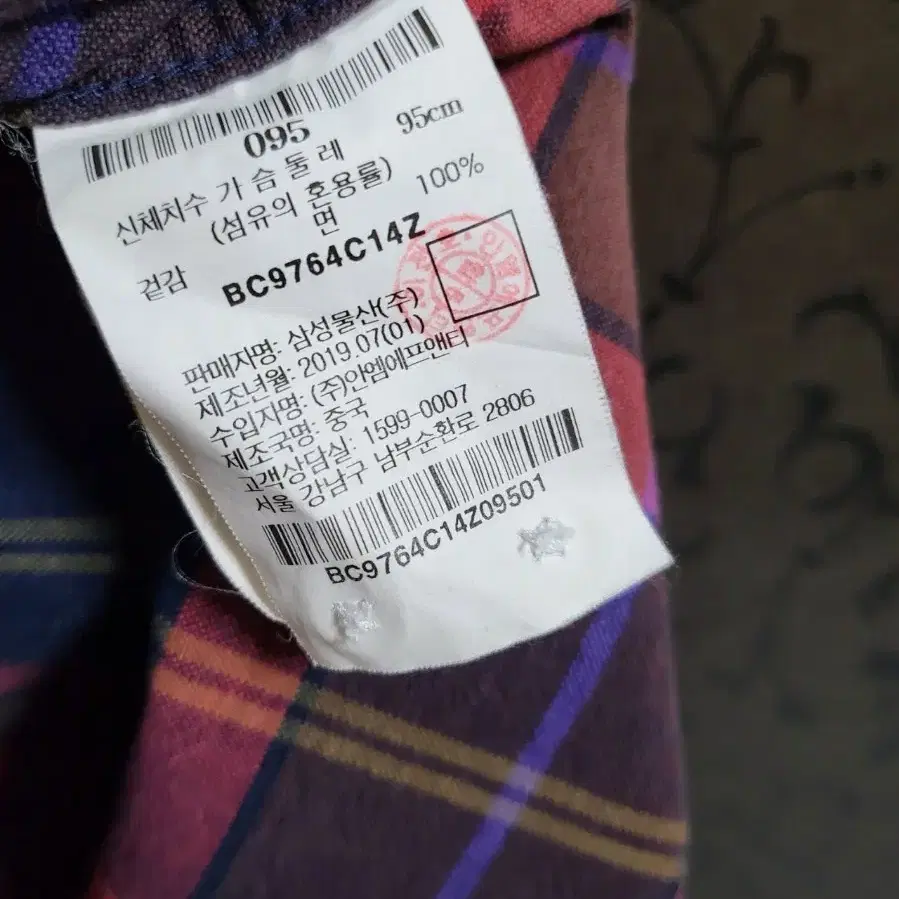 095
신체치수 가 슴 둘 레 95cm
(섬유의 혼용률)
겉감 면 100%
BC9764C14Z
판매자명: 삼성물산(주)
제조년월: 2019.07(01)
수입자명: (주)안엠에프앤터
제조국명: 중국
고객상담실: 1599-0007
서울 강남구 남부순환로 2806
BC9764C14Z09501